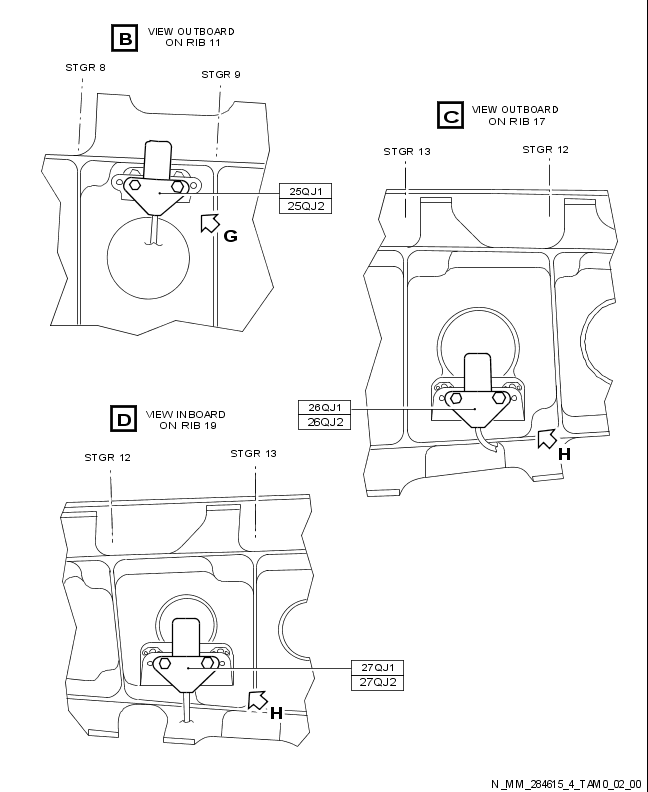 B
VIEW OUTBOARD
ON RIB 11
STGR 8
STGR 9
25QJ1
25QJ2
G
C
VIEW OUTBOARD
ON RIB 17
STGR 13
STGR 12
26QJ1
26QJ2
H
D
VIEW INBOARD
ON RIB 19
STGR 12
STGR 13
27QJ1
27QJ2
H
N_MM_284615_4_TAM0_02_00